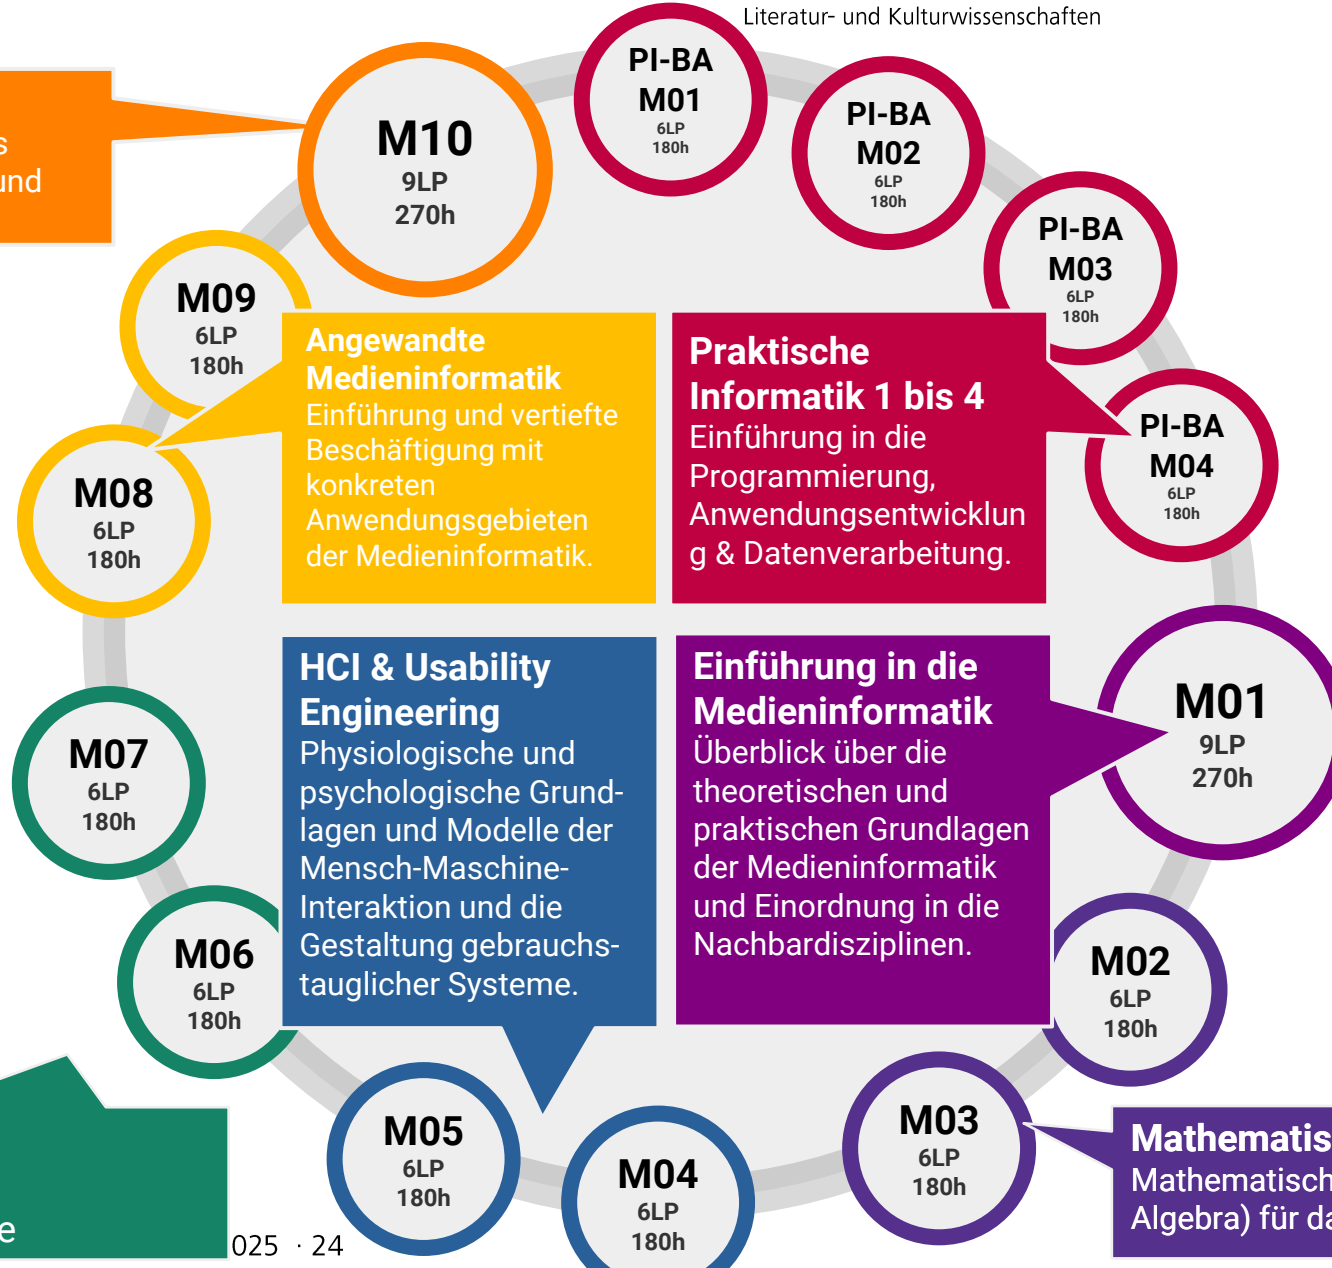 Literatur- und Kulturwissenschaften
s
und
M10
9LP
270h
PI-BA
M01
6LP
180h
PI-BA
M02
6LP
180h
PI-BA
M03
6LP
180h
PI-BA
M04
6LP
180h
M09
6LP
180h
M08
6LP
180h
Angewandte
Medieninformatik
Einführung und vertiefte
Beschäftigung mit
konkreten
Anwendungsgebieten
der Medieninformatik.
Praktische
Informatik 1 bis 4
Einführung in die
Programmierung,
Anwendungsentwicklun
g & Datenverarbeitung.
HCI & Usability
Engineering
Physiologische und
psychologische Grund-
lagen und Modelle der
Mensch-Maschine-
Interaktion und die
Gestaltung gebrauchs-
tauglicher Systeme.
Einführung in die
Medieninformatik
Überblick über die
theoretischen und
praktischen Grundlagen
der Medieninformatik
und Einordnung in die
Nachbardisziplinen.
M01
9LP
270h
M07
6LP
180h
M06
6LP
180h
M02
6LP
180h
M05
6LP
180h
M04
6LP
180h
M03
6LP
180h
Mathematis
Mathematisch
Algebra) für da
e
025 · 24